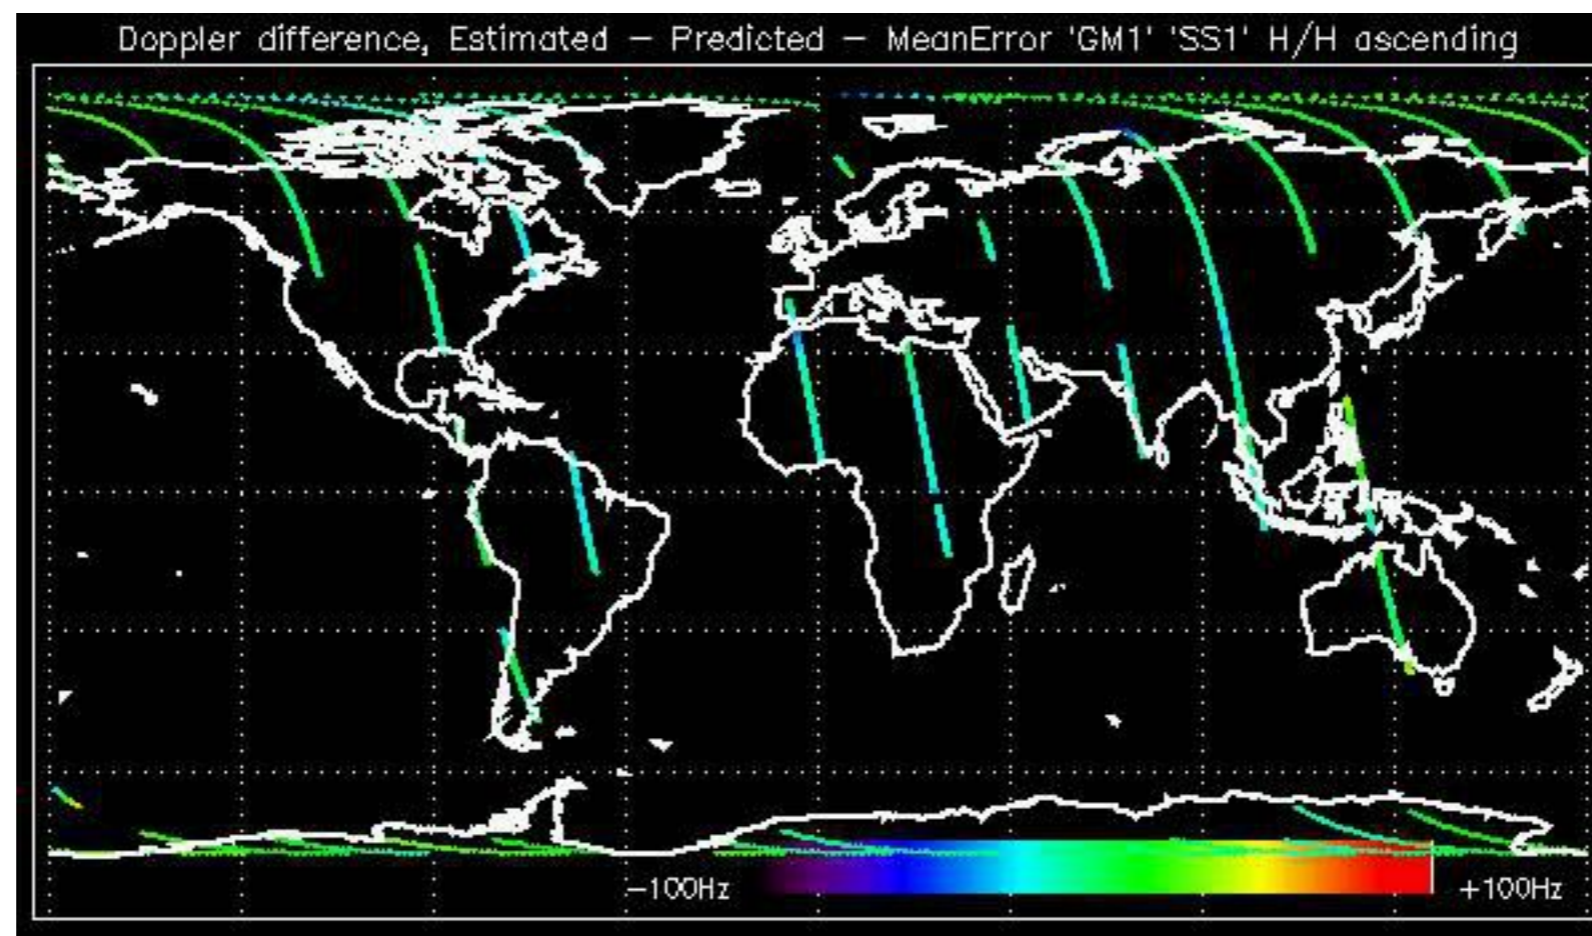 Doppler difference, Estimated – Predicted – MeanError 'GM1' 'SS1' H/H ascending
−100Hz
+100Hz